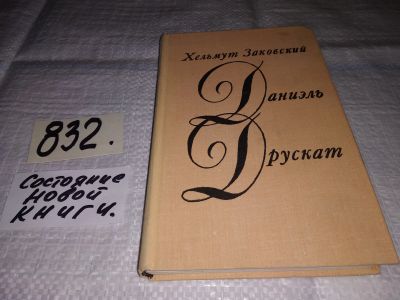 Хельмут Заковский
Даниэль
Друскат
832.
Состояние
Новой
Книги.